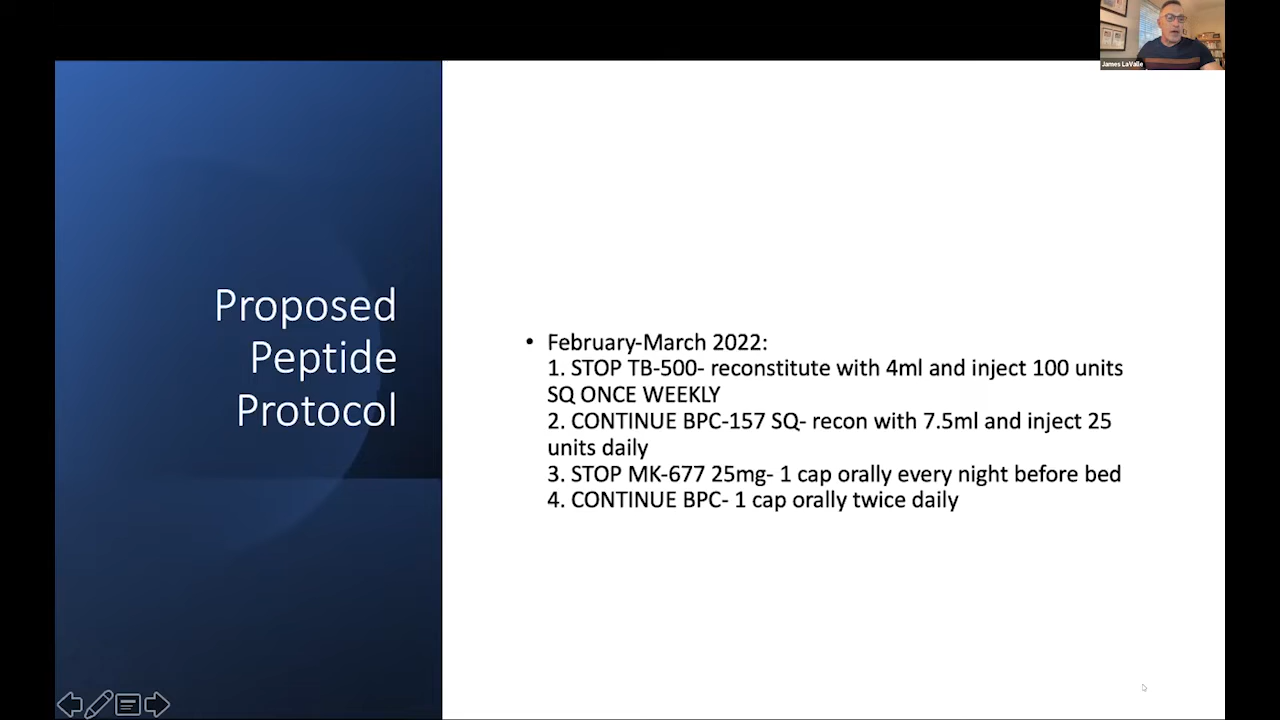 James LaValle
Proposed
Peptide
Protocol
• February-March 2022:
1. STOP TB-500- reconstitute with 4ml and inject 100 units
SQ ONCE WEEKLY
2. CONTINUE BPC-157 SQ- recon with 7.5ml and inject 25
units daily
3. STOP MK-677 25mg- 1 cap orally every night before bed
4. CONTINUE BPC- 1 cap orally twice daily